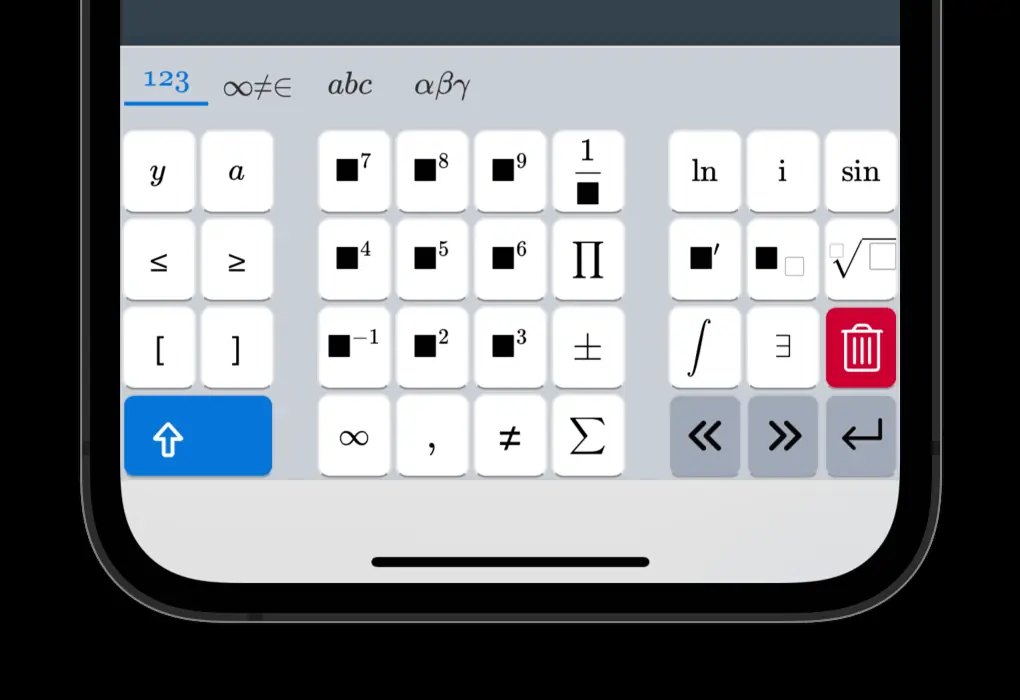 123 ∞≠∈ abc αβγ
y a ■⁷ ■⁸ ■⁹ 1/■ ln i sin
≤ ≥ ■⁴ ■⁵ ■⁶ ∏ ■′ ■□ □√□
[ ] ■⁻¹ ■² ■³ ± ∫ ∃
∞ , ≠ ∑ « » ↵